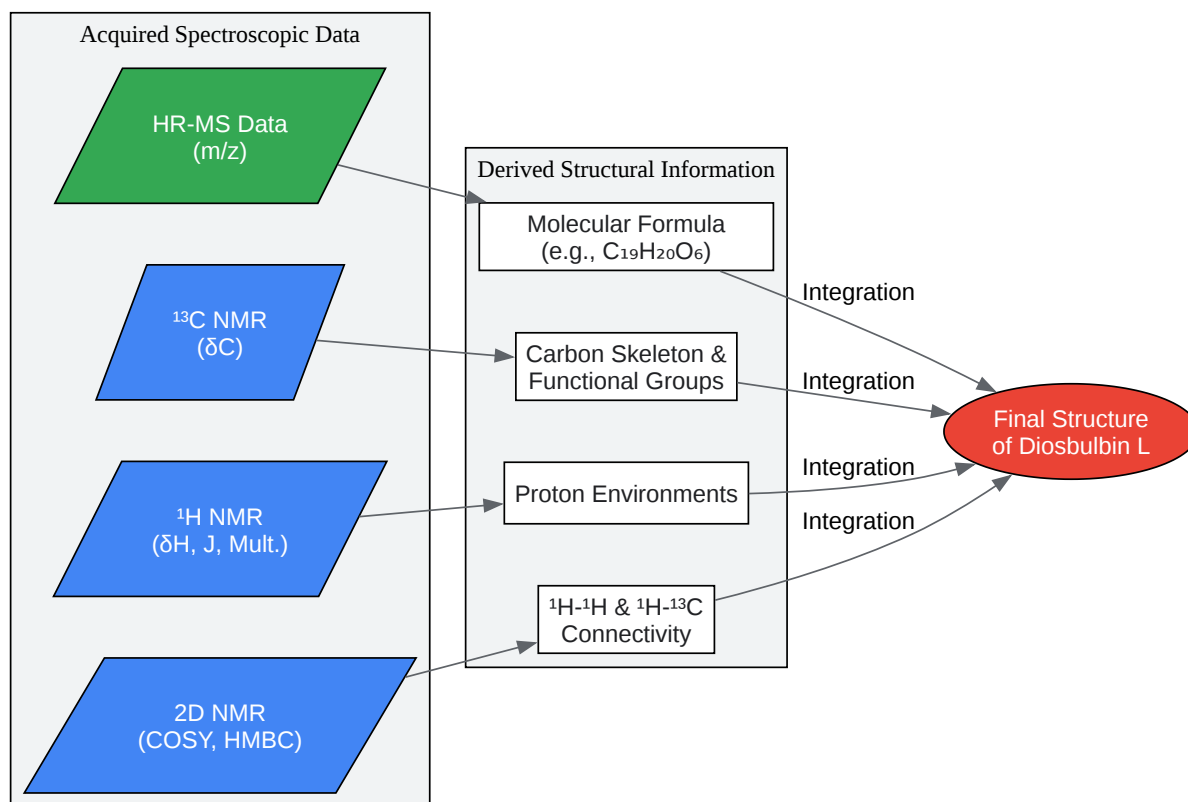 Acquired Spectroscopic Data
HR-MS Data
(m/z)
¹³C NMR
(δC)
¹H NMR
(δH, J, Mult.)
2D NMR
(COSY, HMBC)
Derived Structural Information
Molecular Formula
(e.g., C₁₉H₂₀O₆)
Carbon Skeleton &
Functional Groups
Proton Environments
¹H-¹H & ¹H-¹³C
Connectivity
Integration
Integration
Integration
Integration
Final Structure
of Diosbulbin L